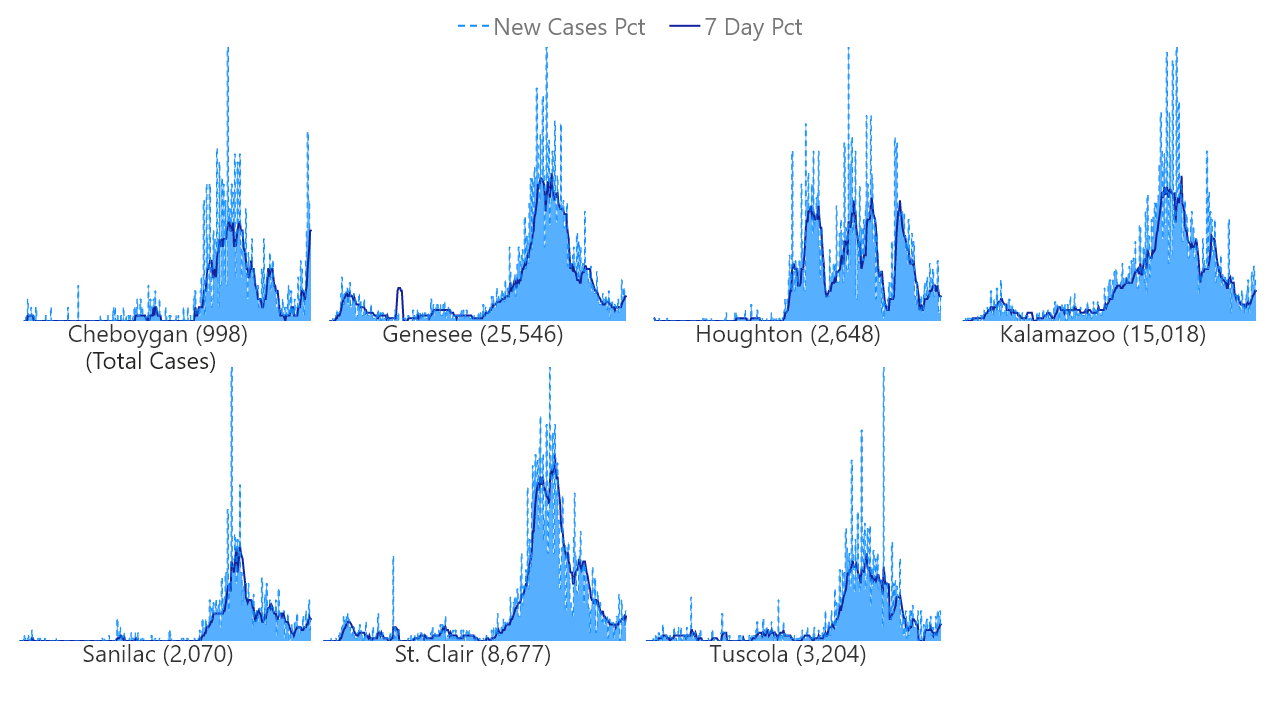 New Cases Pct 7 Day Pct
Cheboygan (998)
(Total Cases)
Genesee (25,546)
Houghton (2,648)
Kalamazoo (15,018)
Sanilac (2,070)
St. Clair (8,677)
Tuscola (3,204)